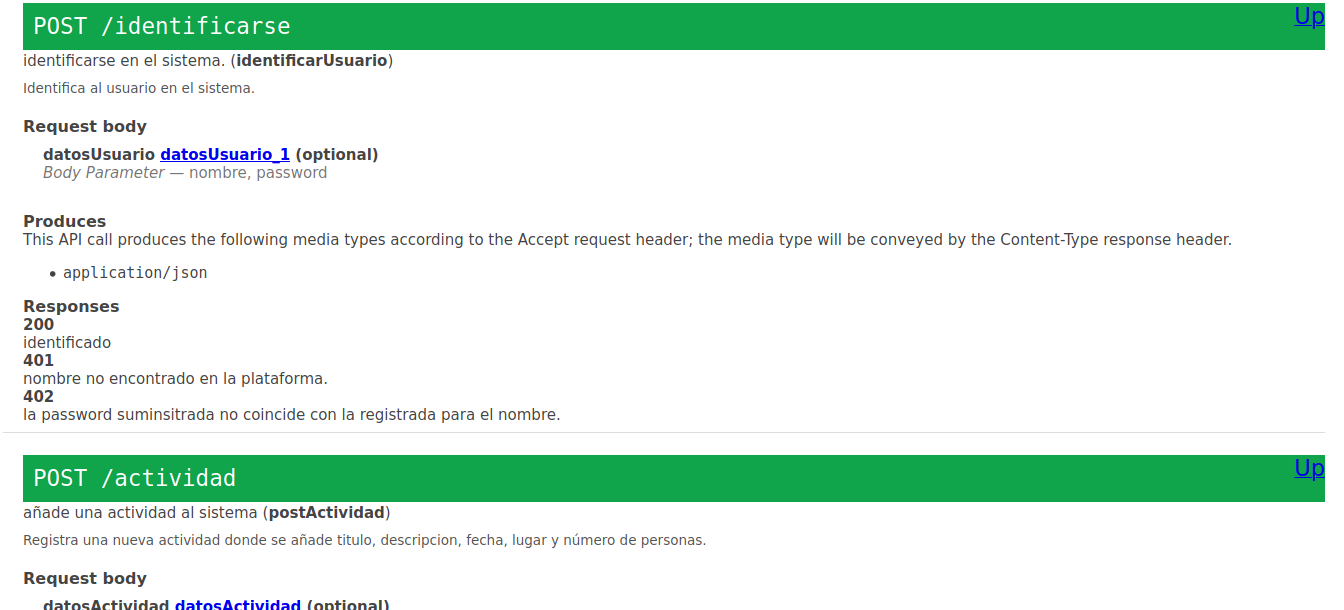 POST /identificarse
Up
identificarse en el sistema. (identificarUsuario)
Identifica al usuario en el sistema.
Request body
datosUsuario datosUsuario_1 (optional)
Body Parameter — nombre, password
Produces
This API call produces the following media types according to the Accept request header; the media type will be conveyed by the Content-Type response header.
• application/json
Responses
200
identificado
401
nombre no encontrado en la plataforma.
402
la password suminsitrada no coincide con la registrada para el nombre.
POST /actividad
Up
añade una actividad al sistema (postActividad)
Registra una nueva actividad donde se añade titulo, descripcion, fecha, lugar y número de personas.
Request body
datosActividad datosActividad (optional)